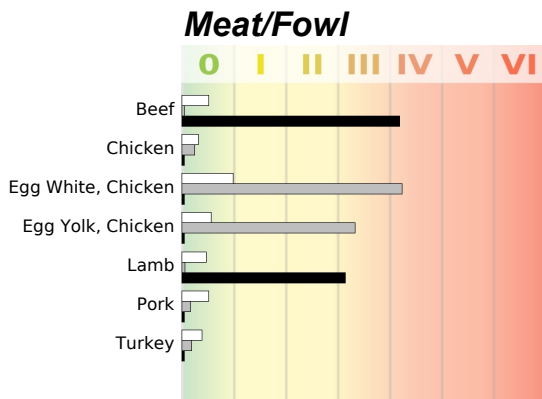 Meat/Fowl
0 I II III IV V VI
Beef
Chicken
Egg White, Chicken
Egg Yolk, Chicken
Lamb
Pork
Turkey